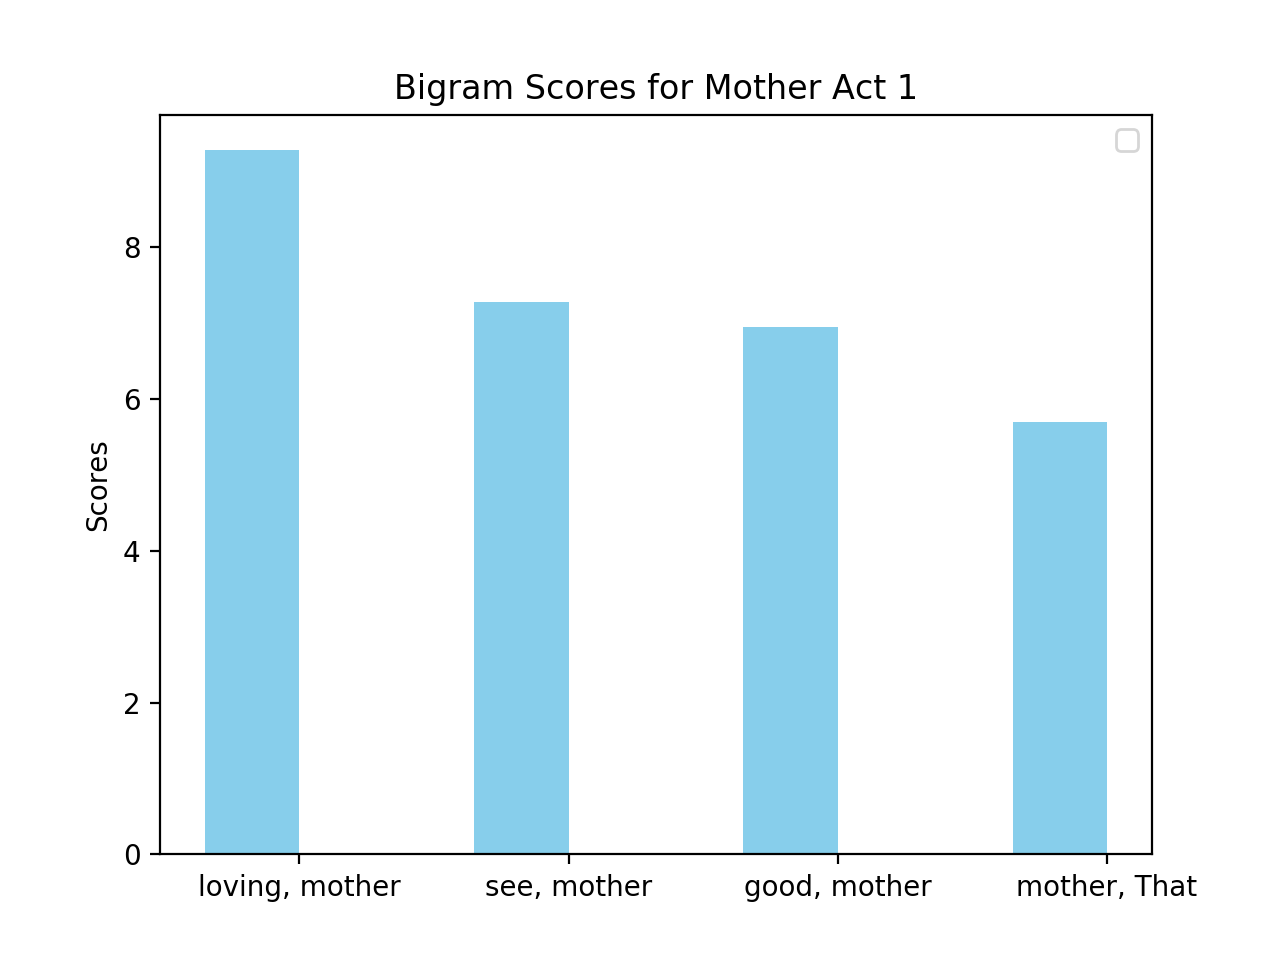 Bigram Scores for Mother Act 1
8
6
4
2
0
Scores
loving, mother
see, mother
good, mother
mother, That